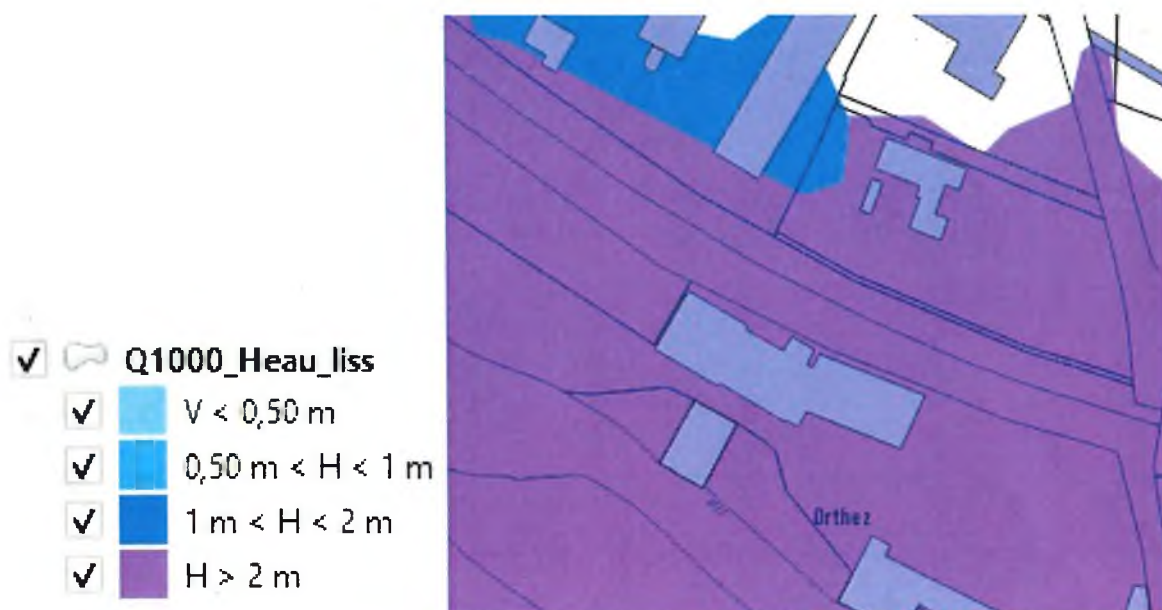 Q1000_Heau_liss
V < 0,50 m
0,50 m < H < 1 m
1 m < H < 2 m
H > 2 m
Orthez